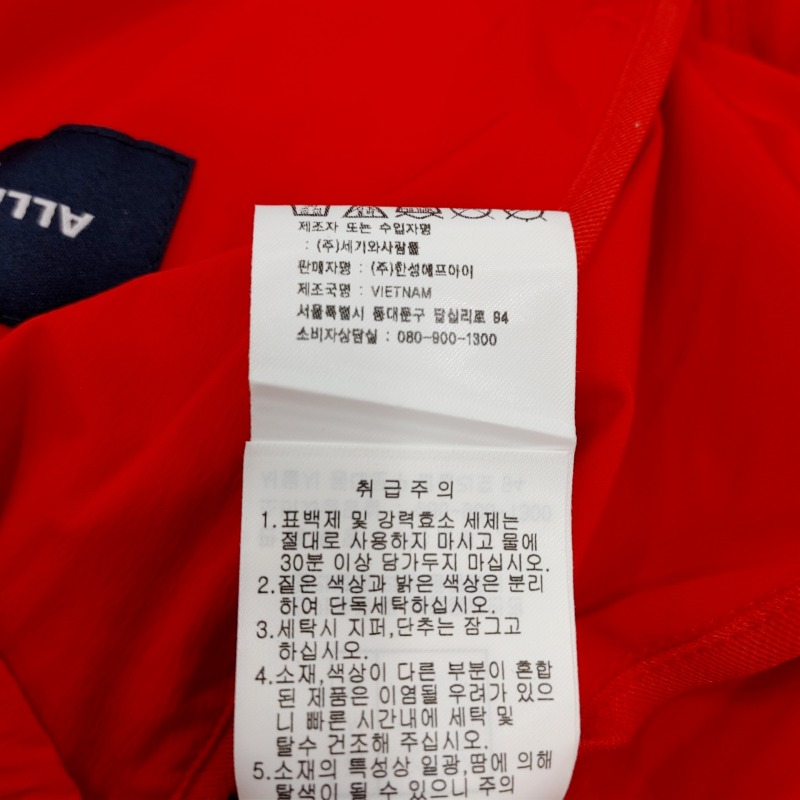 ALL
제조자 또는 수입자명
: (주)세기와사람들
판매자명 : (주)한성에프아이
제조국명 : VIETNAM
서울특별시 동대문구 답십리로 94
소비자상담실 : 080-900-1300
취 급 주 의
1.표백제 및 강력효소 세제는
절대로 사용하지 마시고 물에
30분 이상 담가두지 마십시오.
2.짙은 색상과 밝은 색상은 분리
하여 단독세탁하십시오.
3.세탁시 지퍼,단추는 잠그고
하십시오.
4.소재,색상이 다른 부분이 혼합
된 제품은 이염될 우려가 있으
니 빠른 시간내에 세탁 및
탈수 건조해 주십시오.
5.소재의 특성상 일광,땀에 의해
탈색이 될 수 있으니 주의